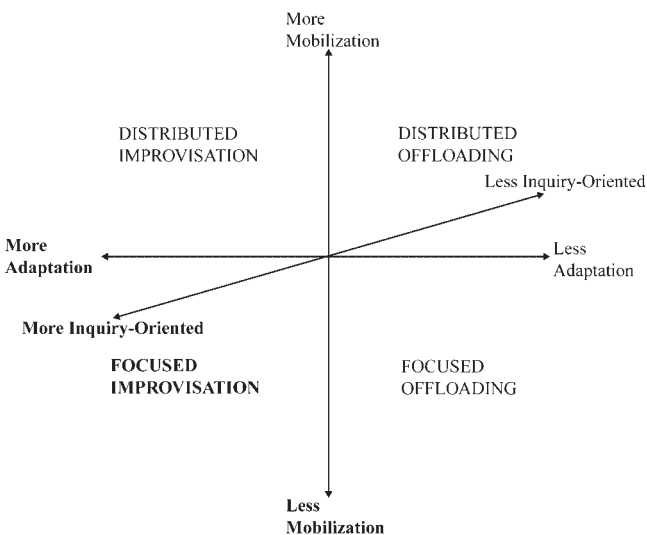 More
Mobilization
DISTRIBUTED
IMPROVISATION
DISTRIBUTED
OFFLOADING
Less Inquiry-Oriented
More
Adaptation
Less
Adaptation
More Inquiry-Oriented
FOCUSED
IMPROVISATION
FOCUSED
OFFLOADING
Less
Mobilization